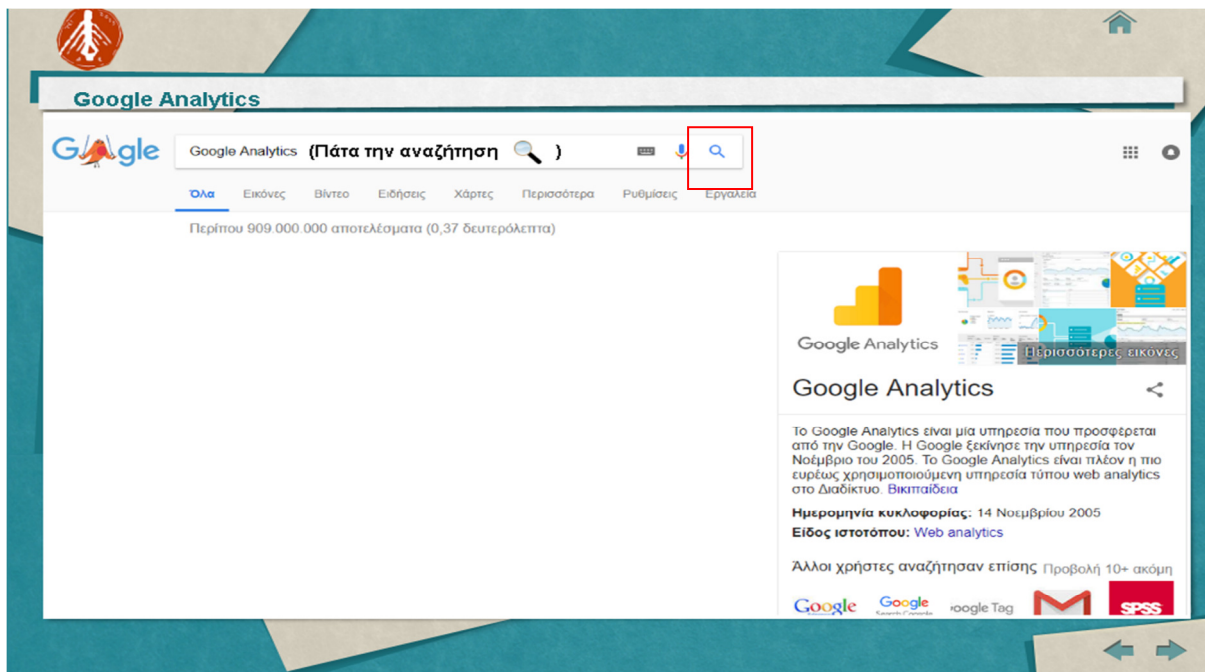 Google Analytics
Google
Google Analytics (Πάτα την αναζήτηση )
Όλα Εικόνες Βίντεο Ειδήσεις Χάρτες Περισσότερα Ρυθμίσεις Εργαλεία
Περίπου 909.000.000 αποτελέσματα (0,37 δευτερόλεπτα)
Google Analytics
Περισσότερες εικόνες
Google Analytics
Το Google Analytics είναι μία υπηρεσία που προσφέρεται
από την Google. Η Google ξεκίνησε την υπηρεσία τον
Νοέμβριο του 2005. Το Google Analytics είναι πλέον η πιο
ευρέως χρησιμοποιούμενη υπηρεσία τύπου web analytics
στο Διαδίκτυο. Βικιπαίδεια
Ημερομηνία κυκλοφορίας: 14 Νοεμβρίου 2005
Είδος ιστοτόπου: Web analytics
Άλλοι χρήστες αναζήτησαν επίσης Προβολή 10+ ακόμη
Google Google oogle Tag SPSS
Search Console